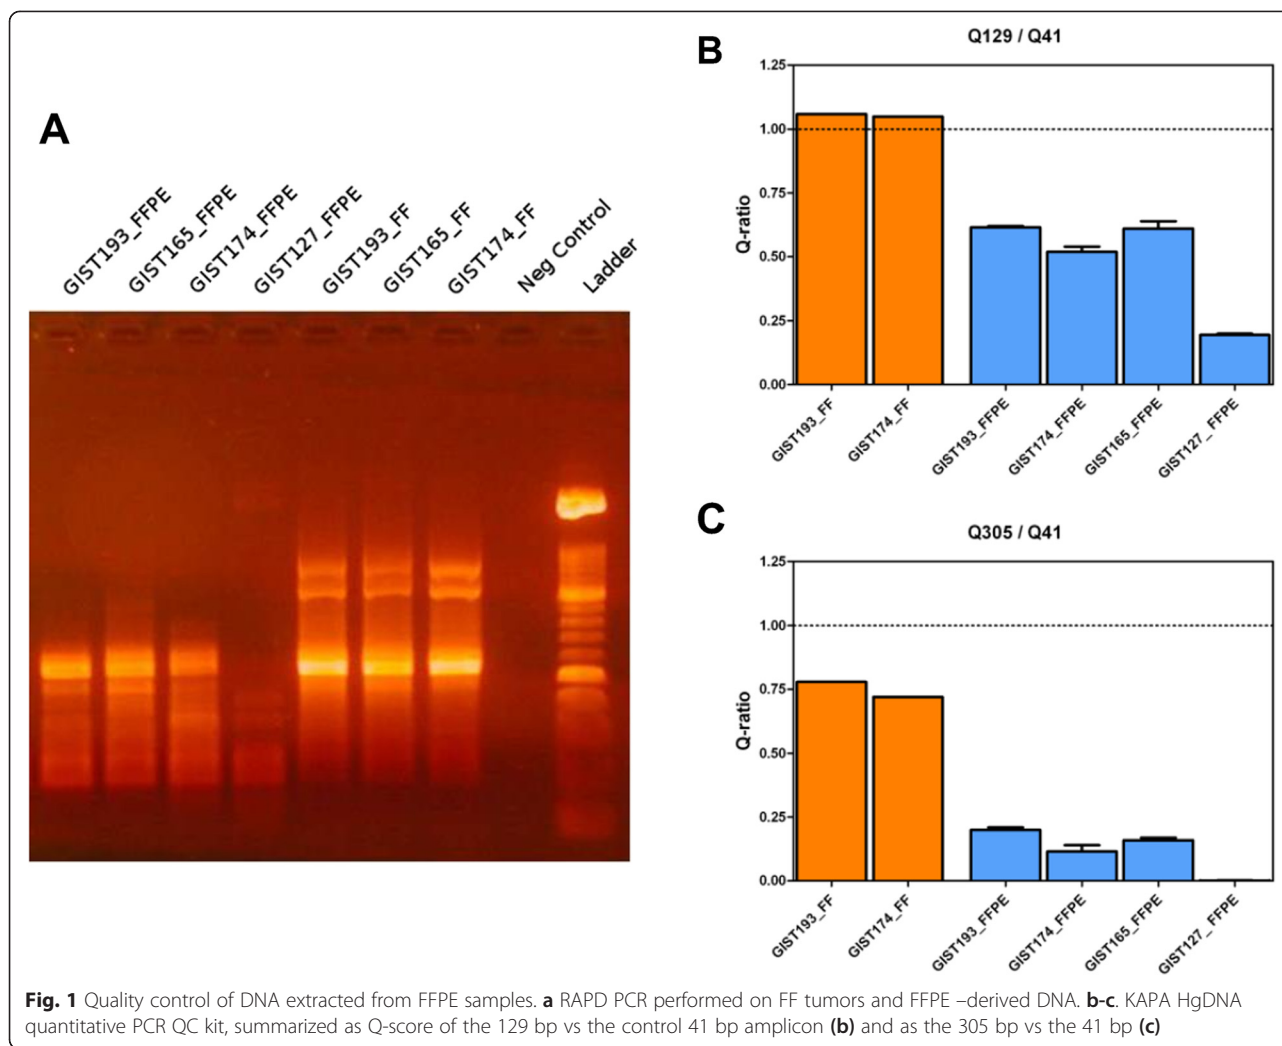 A
GIST193_FFPE
GIST165_FFPE
GIST174_FFPE
GIST127_FFPE
GIST193_FF
GIST165_FF
GIST174_FF
Neg Control
Ladder
B
Q129 / Q41
Q-ratio
1.25
1.00
0.75
0.50
0.25
0.00
GIST193_FF
GIST174_FF
GIST193_FFPE
GIST174_FFPE
GIST165_FFPE
GIST127_FFPE
C
Q305 / Q41
Q-ratio
1.25
1.00
0.75
0.50
0.25
0.00
GIST193_FF
GIST174_FF
GIST193_FFPE
GIST174_FFPE
GIST165_FFPE
GIST127_FFPE
Fig. 1 Quality control of DNA extracted from FFPE samples. a RAPD PCR performed on FF tumors and FFPE –derived DNA. b-c. KAPA HgDNA
quantitative PCR QC kit, summarized as Q-score of the 129 bp vs the control 41 bp amplicon (b) and as the 305 bp vs the 41 bp (c)